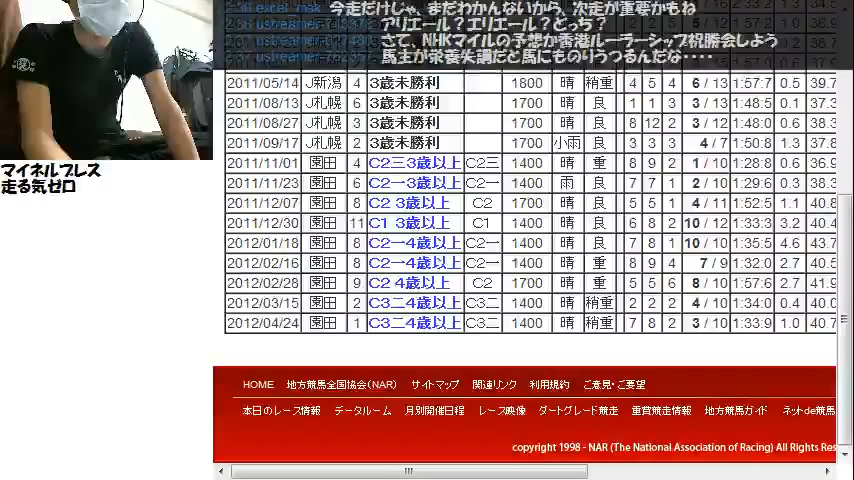 236 excel_msk
今走だけじゃ、まだわかんないから、次走が重要かもね
アリエール？エリエール？どっち？
さて、NHKマイルの予想か香港ルーラーシップ祝勝会しよう
馬主が栄養失調だと馬にものりうつるんだな・・・・
2011/05/14 J新潟 4 3歳未勝利 1800 晴 稍重 4 5 4 6 / 13 1:57:7 0.5 39.7
2011/08/13 J札幌 6 3歳未勝利 1700 晴 良 1 1 3 3 / 13 1:48:5 0.1 37.3
2011/08/27 J札幌 3 3歳未勝利 1700 晴 良 8 12 2 3 / 12 1:48:0 0.6 38.3
2011/09/17 J札幌 2 3歳未勝利 1700 小雨 良 3 3 3 4 / 7 1:50:8 1.3 37.8
2011/11/01 園田 4 C2三3歳以上 C2三 1400 晴 重 8 9 2 1 / 10 1:28:8 0.6 36.9
2011/11/23 園田 6 C2一3歳以上 C2一 1400 雨 良 7 7 1 2 / 10 1:29:6 0.3 38.3
2011/12/07 園田 8 C2 3歳以上 C2 1700 晴 良 5 5 1 4 / 11 1:52:5 1.1 40.8
2011/12/30 園田 11 C1 3歳以上 C1 1400 晴 良 6 8 2 10 / 12 1:33:3 3.2 40.4
2012/01/18 園田 8 C2一4歳以上 C2一 1400 晴 良 7 8 1 10 / 10 1:35:5 4.6 43.7
2012/02/16 園田 8 C2一4歳以上 C2一 1400 晴 重 8 9 4 7 / 9 1:32:0 2.7 40.5
2012/02/28 園田 9 C2 4歳以上 C2 1700 晴 重 5 5 6 8 / 10 1:57:6 2.7 41.9
2012/03/15 園田 2 C3二4歳以上 C3二 1400 晴 稍重 2 2 2 4 / 10 1:34:0 0.4 40.0
2012/04/24 園田 1 C3二4歳以上 C3二 1400 晴 稍重 7 8 2 3 / 10 1:33:9 1.0 40.7
マイネルブレス
走る気ゼロ
HOME 地方競馬全国協会(NAR) サイトマップ 関連リンク 利用規約 ご意見・ご要望
本日のレース情報 データルーム 月別開催日程 レース映像 ダートグレード競走 重賞競走情報 地方競馬ガイド ネットde競馬
copyright 1998 - NAR (The National Association of Racing) All Rights Res